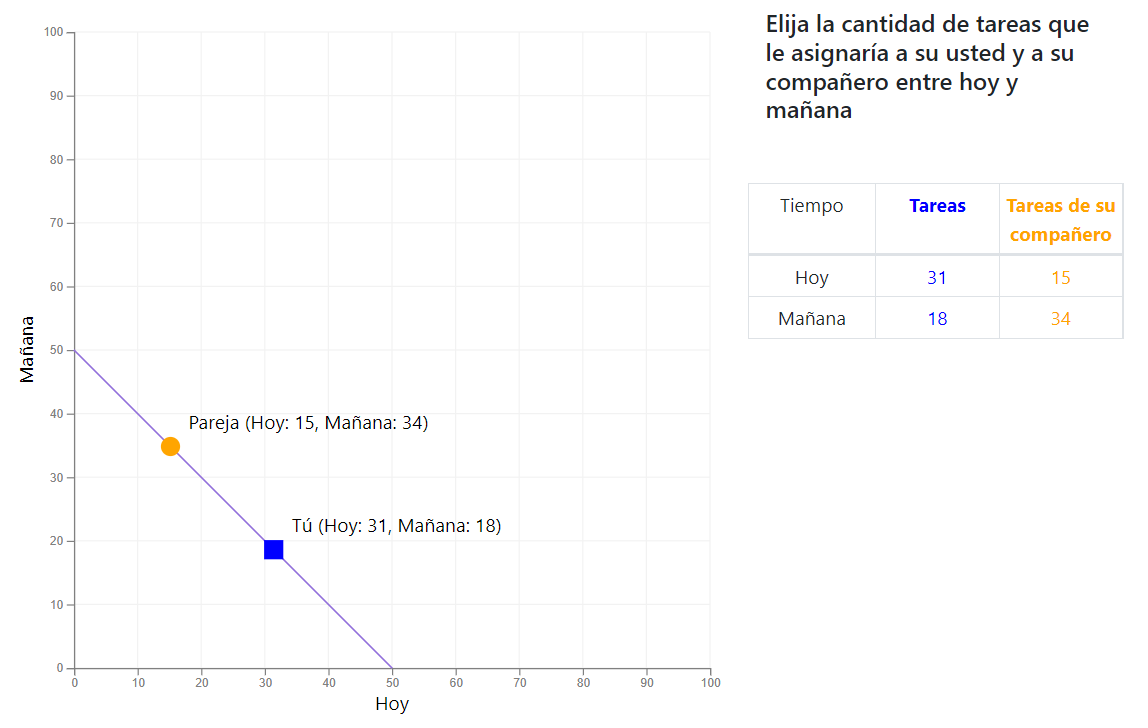 Elija la cantidad de tareas que
le asignaría a su usted y a su
compañero entre hoy y
mañana
Tiempo Tareas Tareas de su
compañero
Hoy 31 15
Mañana 18 34
100
90
80
70
60
50
40
30
20
10
0
Mañana
Pareja (Hoy: 15, Mañana: 34)
Tú (Hoy: 31, Mañana: 18)
0 10 20 30 40 50 60 70 80 90 100
Hoy